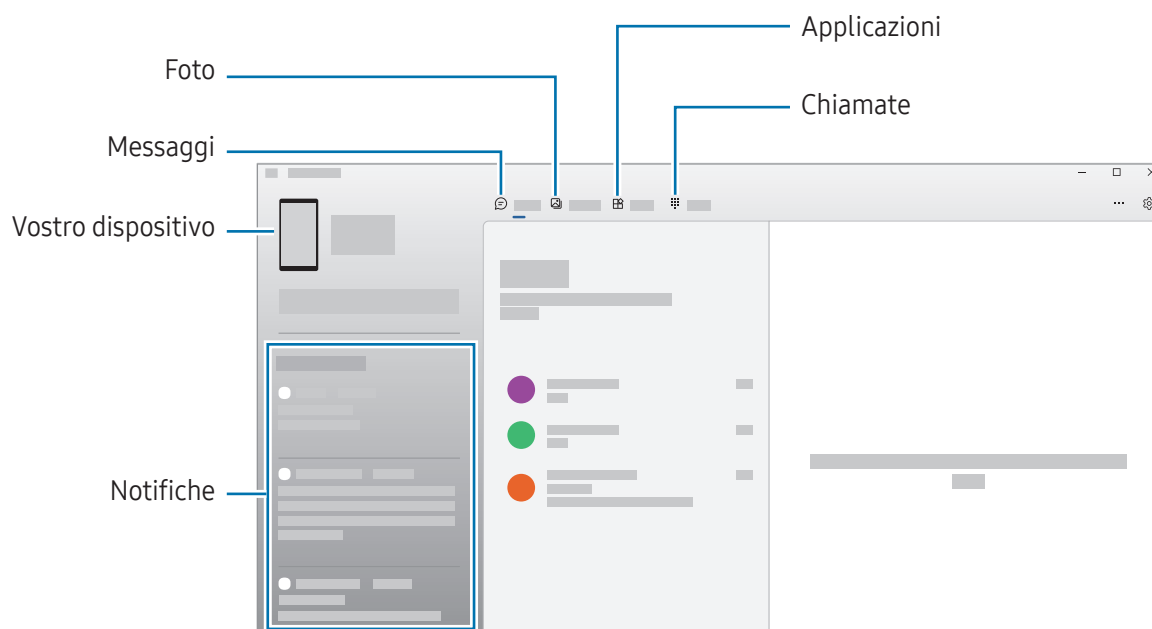 Applicazioni
Foto
Chiamate
Messaggi
Vostro dispositivo
Notifiche